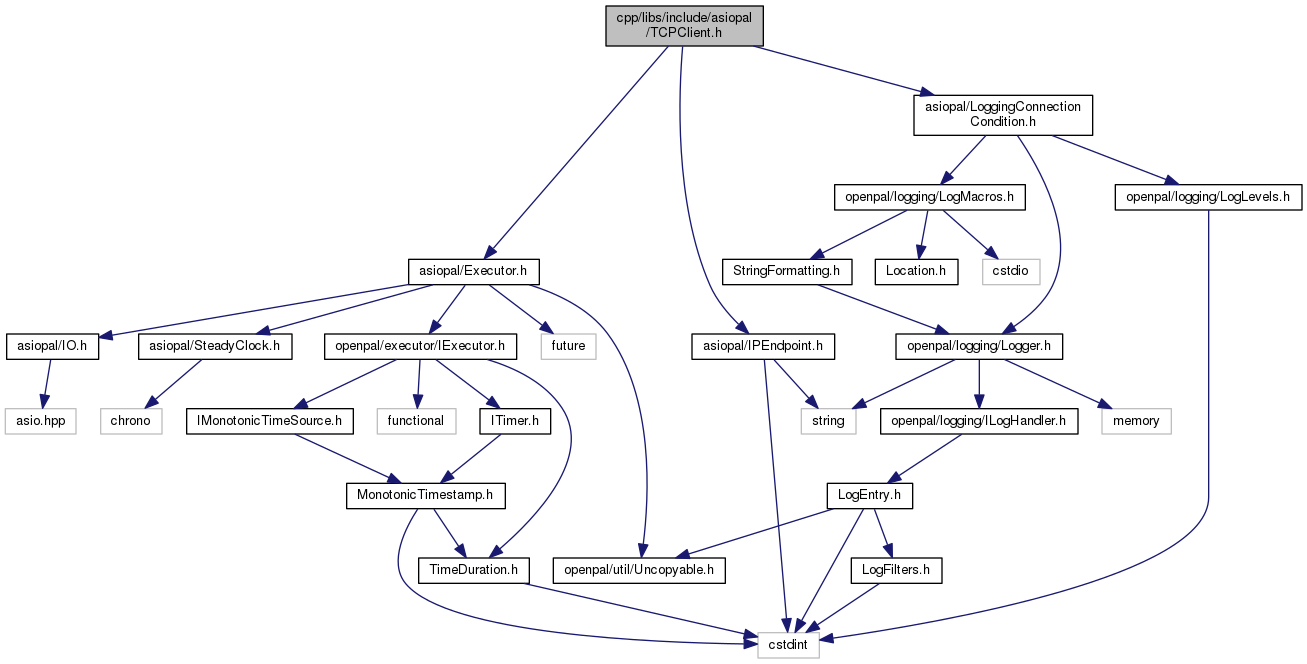 cpp/libs/include/asiopal
/TCPClient.h
asiopal/LoggingConnection
Condition.h
openpal/logging/LogMacros.h
openpal/logging/LogLevels.h
asiopal/Executor.h
StringFormatting.h
Location.h
cstdio
asiopal/IO.h
asiopal/SteadyClock.h
openpal/executor/IExecutor.h
future
asiopal/IPEndpoint.h
openpal/logging/Logger.h
asio.hpp
chrono
IMonotonicTimeSource.h
functional
ITimer.h
string
openpal/logging/ILogHandler.h
memory
MonotonicTimestamp.h
LogEntry.h
TimeDuration.h
openpal/util/Uncopyable.h
LogFilters.h
cstdint